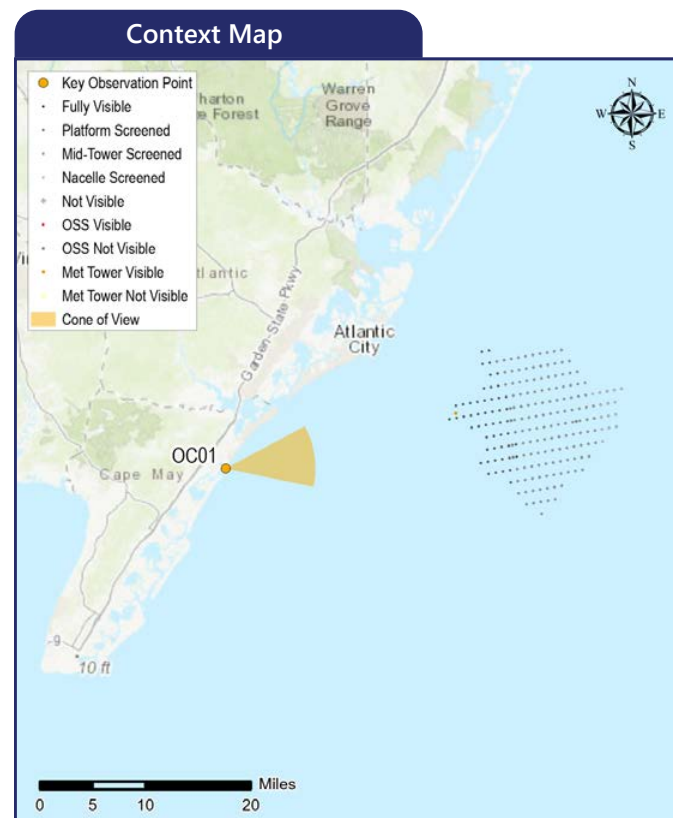 Context Map
Key Observation Point
Fully Visible
Platform Screened
Mid-Tower Screened
Nacelle Screened
Not Visible
OSS Visible
OSS Not Visible
Met Tower Visible
Met Tower Not Visible
Cone of View
Warren
Grove
Range
Forest
N
W
E
S
Garden-State-Pkwy
Atlantic
City
OC01
Cape May
9
10 ft
Miles
0
5
10
20